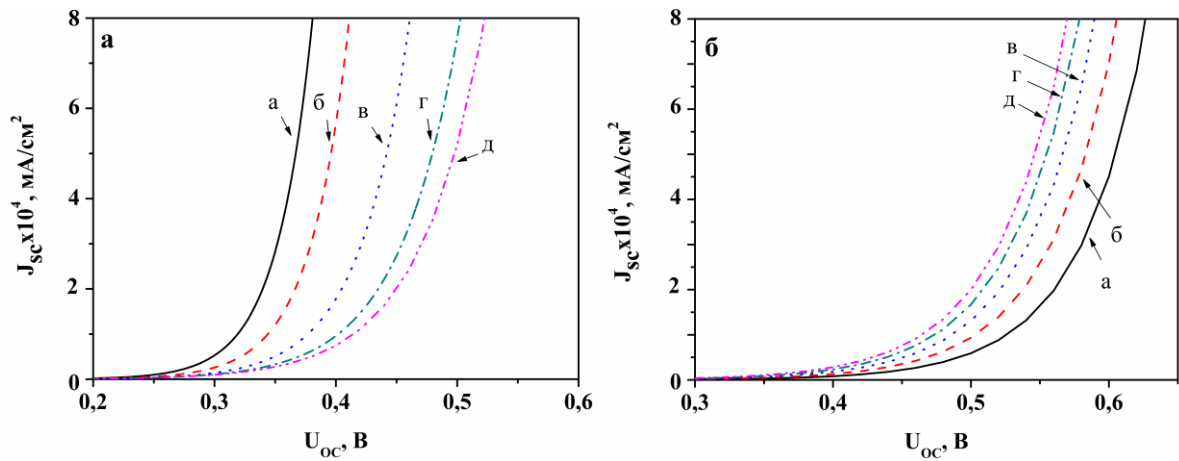 а
J_sc x10^4, мА/см^2
8
6
4
2
0
0,2 0,3 0,4 0,5 0,6
U_OC, В
а
б
в
г
д
б
J_sc x10^4, мА/см^2
8
6
4
2
0
0,3 0,4 0,5 0,6
U_OC, В
в
г
д
б
а